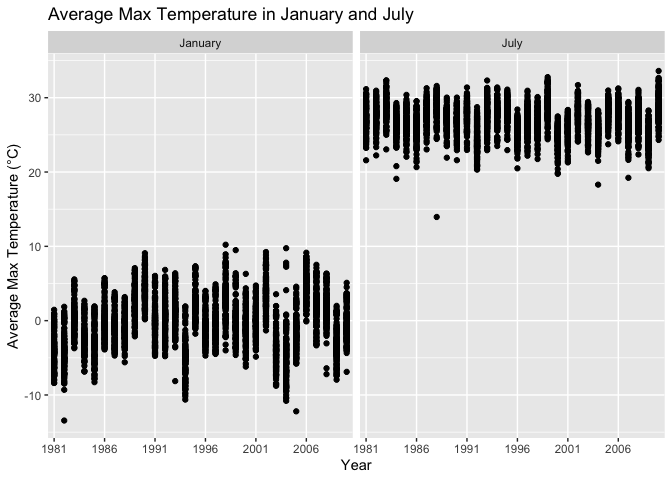 Average Max Temperature in January and July
January July
Average Max Temperature (°C)
30
20
10
0
-10
1981 1986 1991 1996 2001 2006 1981 1986 1991 1996 2001 2006
Year